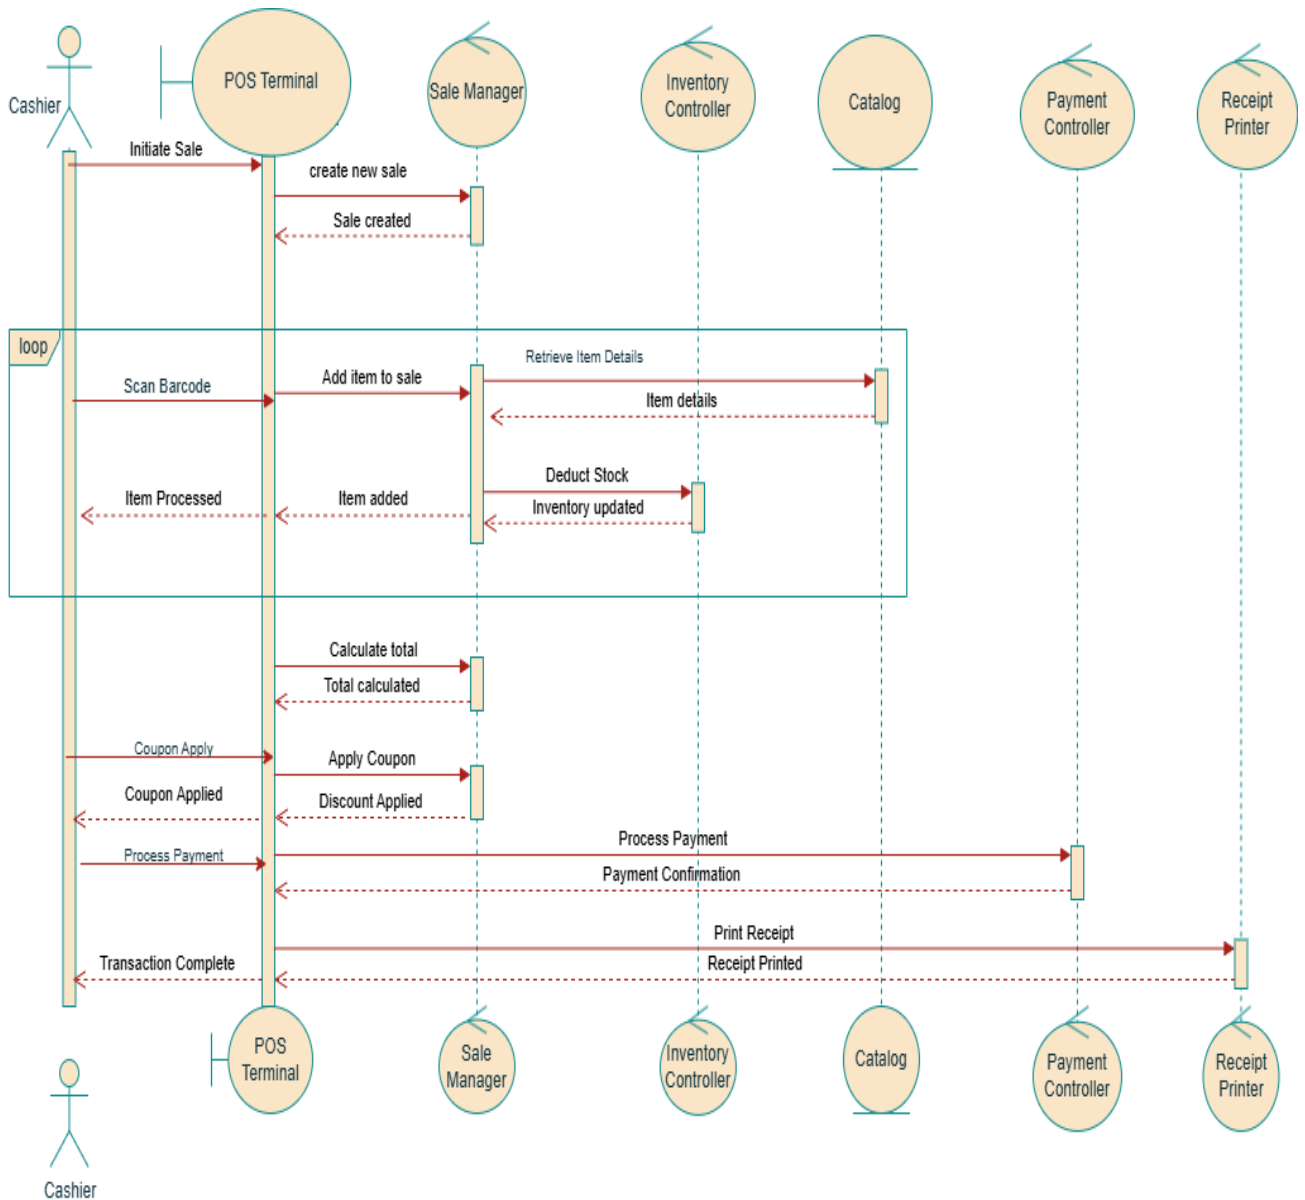 POS Terminal
Sale Manager
Inventory
Controller
Catalog
Payment
Controller
Receipt
Printer
Cashier
Initiate Sale
create new sale
Sale created
loop
Retrieve Item Details
Scan Barcode
Add item to sale
Item details
Deduct Stock
Item Processed
Item added
Inventory updated
Calculate total
Total calculated
Coupon Apply
Apply Coupon
Coupon Applied
Discount Applied
Process Payment
Process Payment
Payment Confirmation
Print Receipt
Transaction Complete
Receipt Printed
POS
Terminal
Sale
Manager
Inventory
Controller
Catalog
Payment
Controller
Receipt
Printer
Cashier